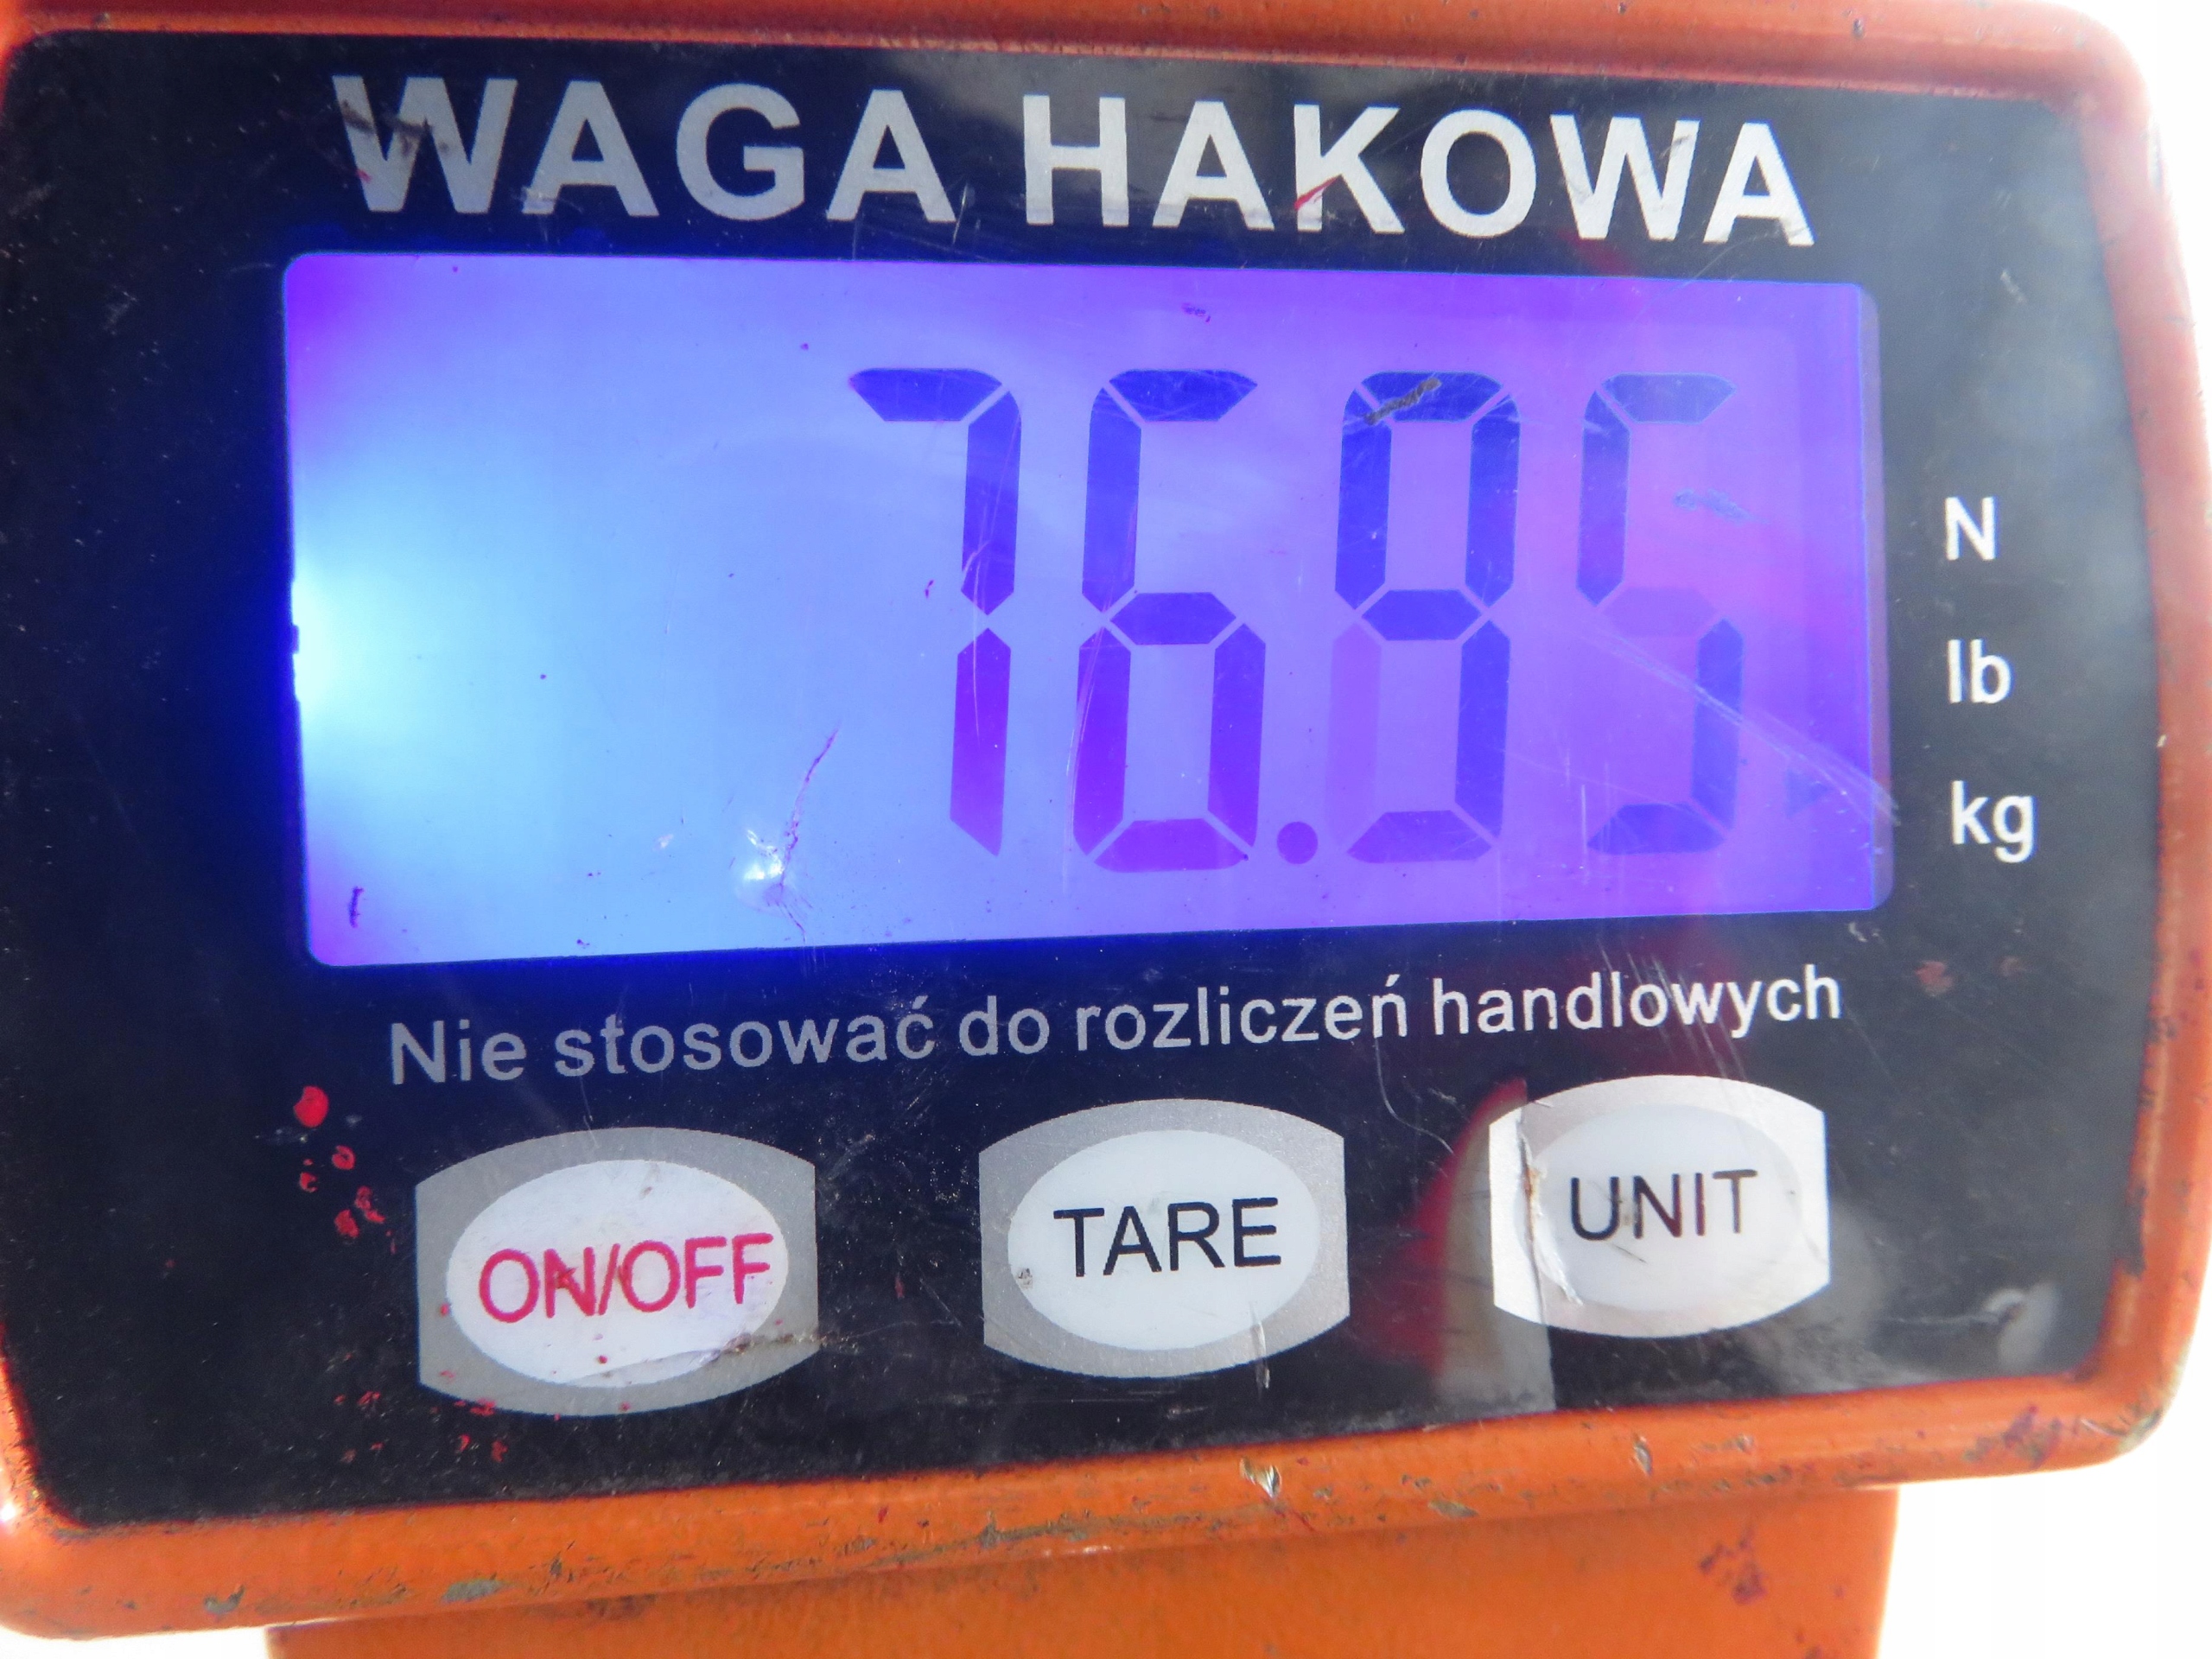 WAGA HAKOWA
76.85
N
lb
kg
Nie stosować do rozliczeń handlowych
ON/OFF TARE UNIT